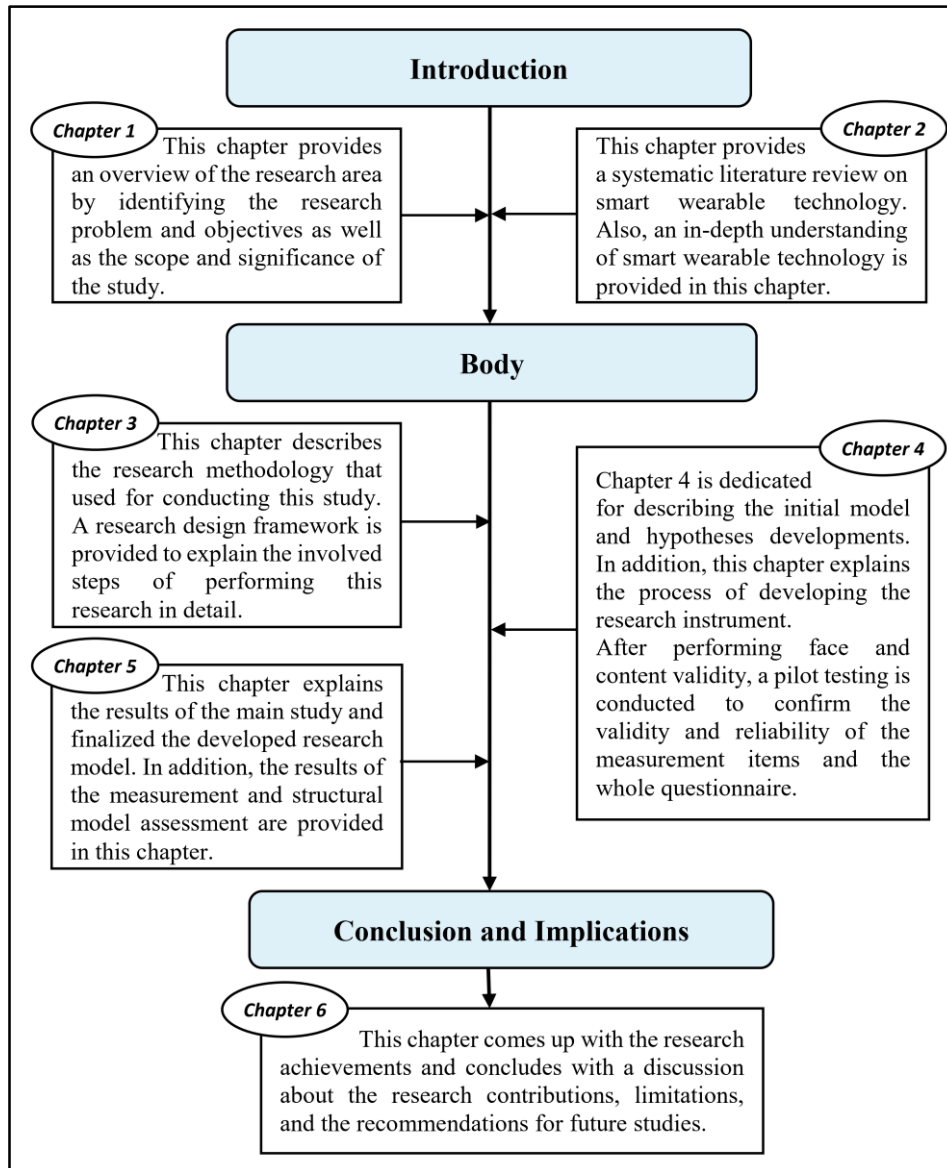 Introduction
Chapter 1
This chapter provides
an overview of the research area
by identifying the research
problem and objectives as well
as the scope and significance of
the study.
Chapter 2
This chapter provides
a systematic literature review on
smart wearable technology.
Also, an in-depth understanding
of smart wearable technology is
provided in this chapter.
Body
Chapter 3
This chapter describes
the research methodology that
used for conducting this study.
A research design framework is
provided to explain the involved
steps of performing this
research in detail.
Chapter 4
Chapter 4 is dedicated
for describing the initial model
and hypotheses developments.
In addition, this chapter explains
the process of developing the
research instrument.
After performing face and
content validity, a pilot testing is
conducted to confirm the
validity and reliability of the
measurement items and the
whole questionnaire.
Chapter 5
This chapter explains
the results of the main study and
finalized the developed research
model. In addition, the results of
the measurement and structural
model assessment are provided
in this chapter.
Conclusion and Implications
Chapter 6
This chapter comes up with the research
achievements and concludes with a discussion
about the research contributions, limitations,
and the recommendations for future studies.